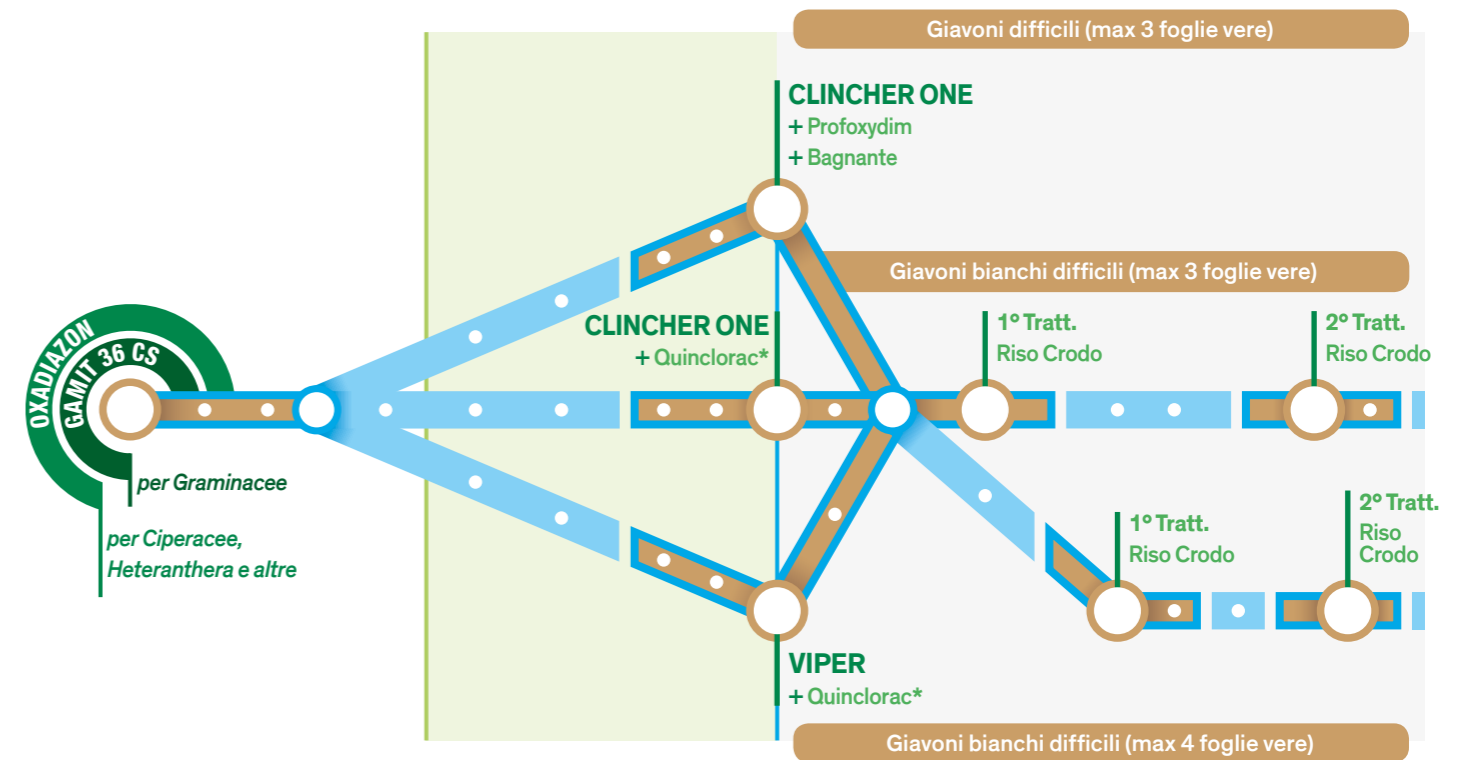 Giavoni difficili (max 3 foglie vere)
CLINCHER ONE
+ Profoxydim
+ Bagnante
Giavoni bianchi difficili (max 3 foglie vere)
OXADIAZON
GAMIT 36 CS
CLINCHER ONE
+ Quinclorac*
1° Tratt.
Riso Crodo
2° Tratt.
Riso Crodo
per Graminacee
per Ciperacee,
Heteranthera e altre
1° Tratt.
Riso Crodo
2° Tratt.
Riso
Crodo
VIPER
+ Quinclorac*
Giavoni bianchi difficili (max 4 foglie vere)